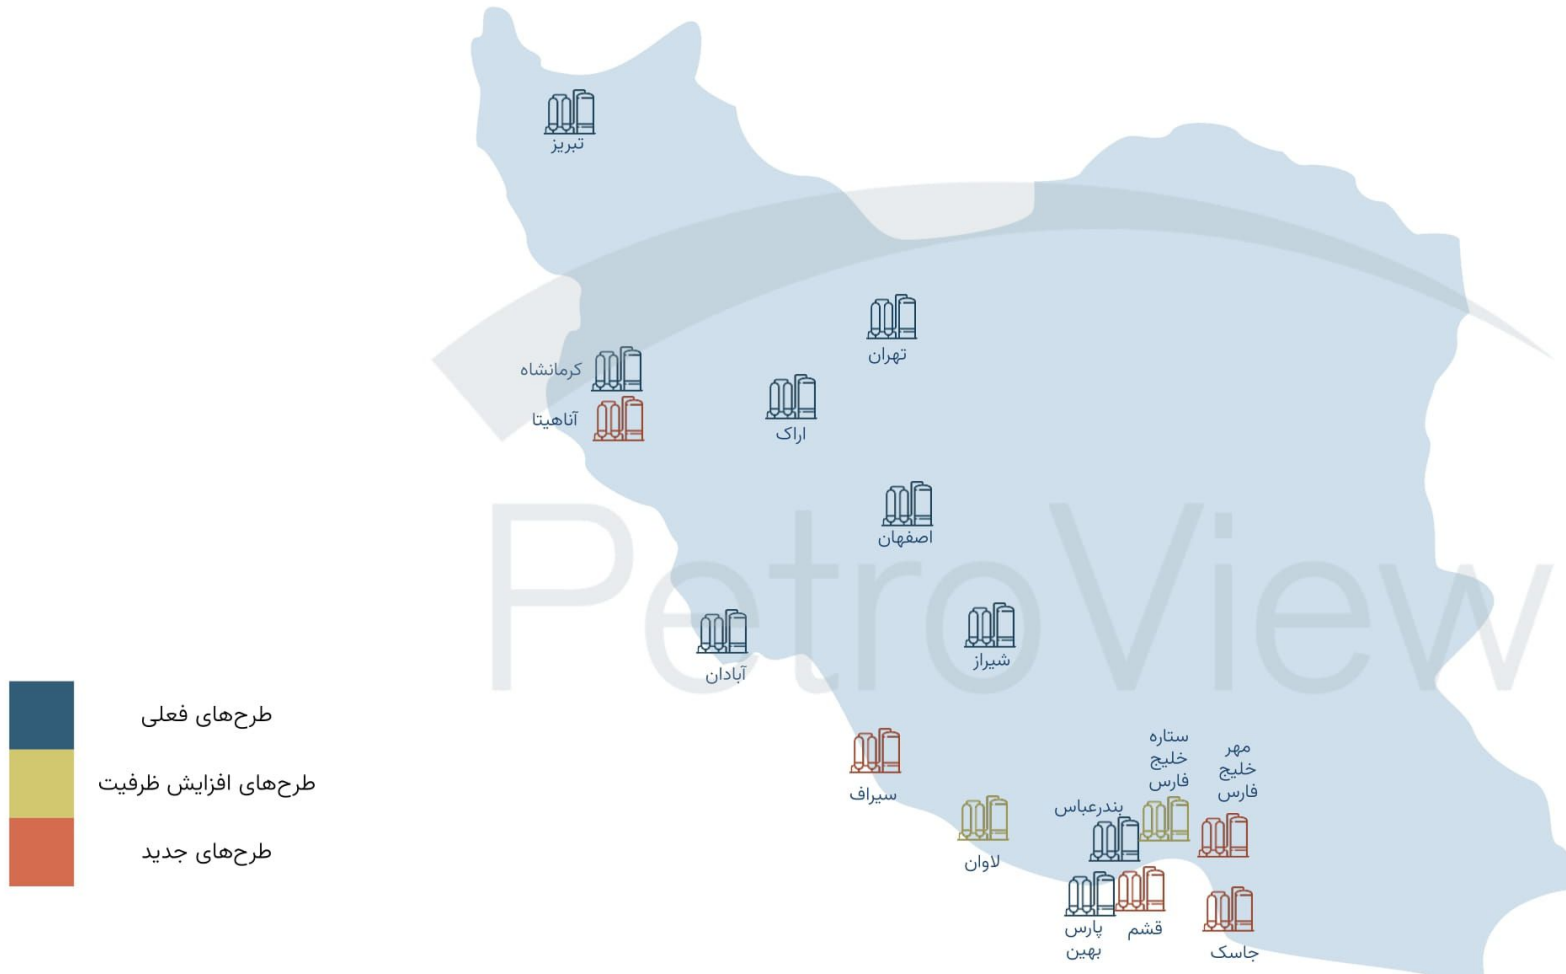 تبریز
تهران
کرمانشاه
آناهیتا
اراک
اصفهان
PetroView
شیراز
آبادان
سیراف
لاوان
ستاره
خلیج
فارس
مهر
خلیج
فارس
بندرعباس
پارس
بهین
قشم
جاسک
طرح‌های فعلی
طرح‌های افزایش ظرفیت
طرح‌های جدید